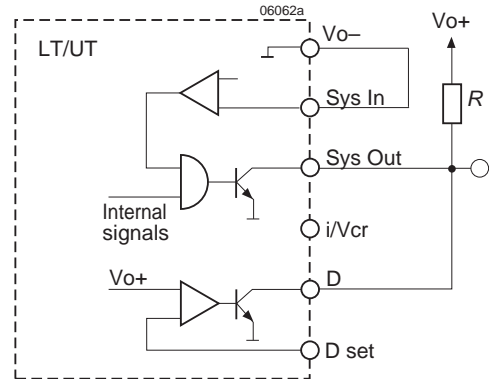 06062a
Vo+
LT/UT
Vo–
Sys In
R
Sys Out
Internal
signals
i/Vcr
Vo+
D
D set